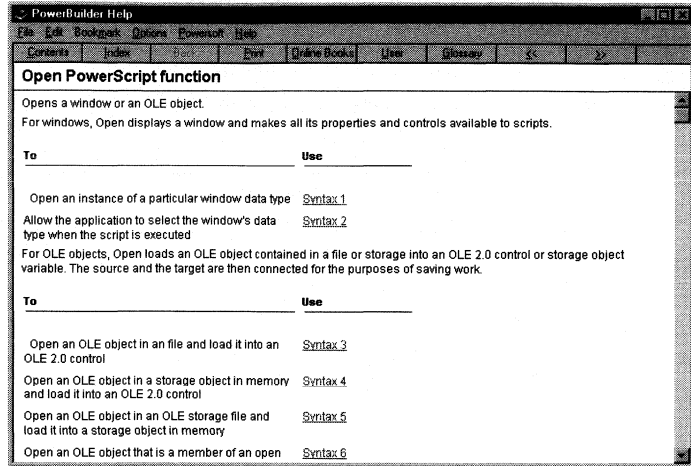 PowerBuilder Help
File Edit Bookmark Options Powersoft Help
Contents Index Back Print Online Books User Glossary << >>
Open PowerScript function
Opens a window or an OLE object.
For windows, Open displays a window and makes all its properties and controls available to scripts.
To Use
Open an instance of a particular window data type Syntax 1
Allow the application to select the window's data Syntax 2
type when the script is executed
For OLE objects, Open loads an OLE object contained in a file or storage into an OLE 2.0 control or storage object
variable. The source and the target are then connected for the purposes of saving work.
To Use
Open an OLE object in an file and load it into an Syntax 3
OLE 2.0 control
Open an OLE object in a storage object in memory Syntax 4
and load it into an OLE 2.0 control
Open an OLE object in an OLE storage file and Syntax 5
load it into a storage object in memory
Open an OLE object that is a member of an open Syntax 6